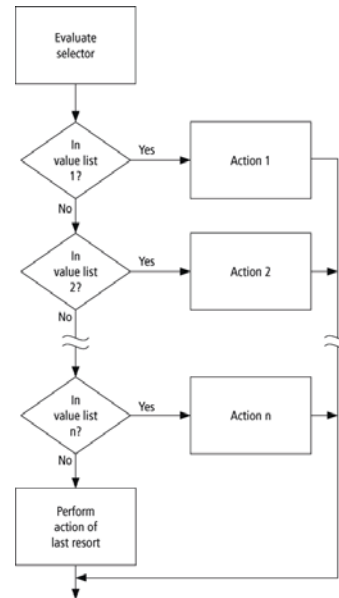 Evaluate
selector
In
value list
1?
Yes
Action 1
No
In
value list
2?
Yes
Action 2
No
In
value list
n?
Yes
Action n
No
Perform
action of
last resort